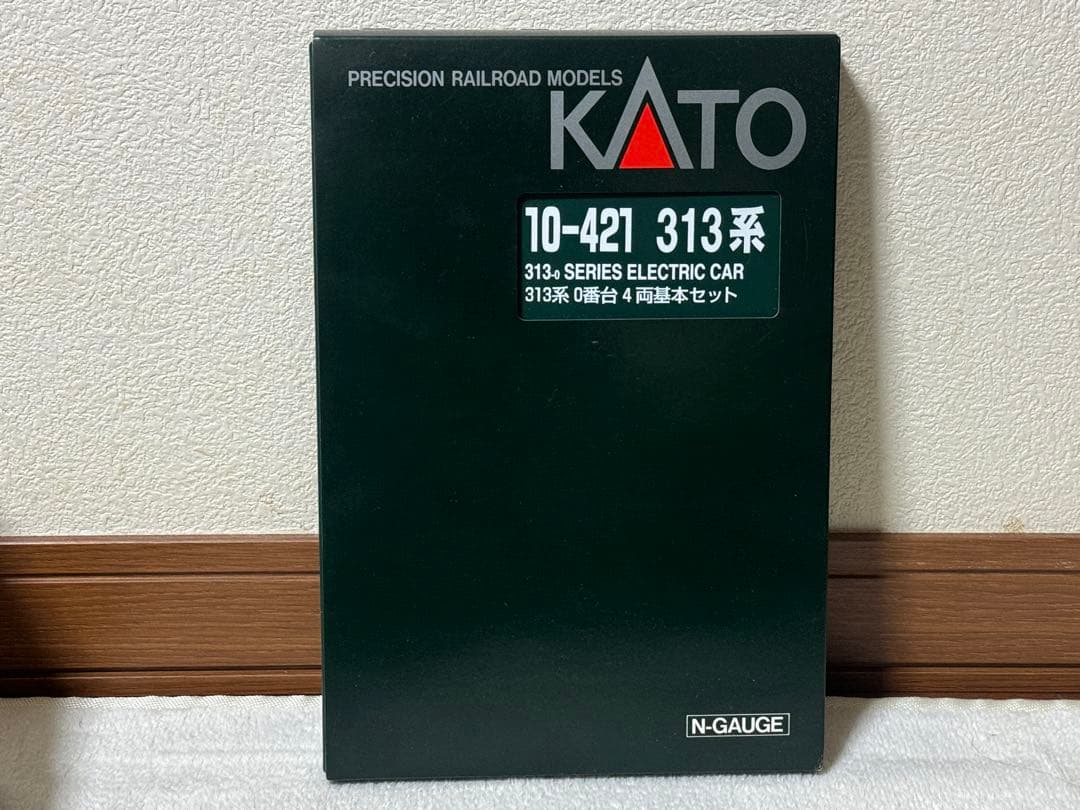 PRECISION RAILROAD MODELS
KATO
10-421 313系
313-0 SERIES ELECTRIC CAR
313系 0番台 4両基本セット
N-GAUGE